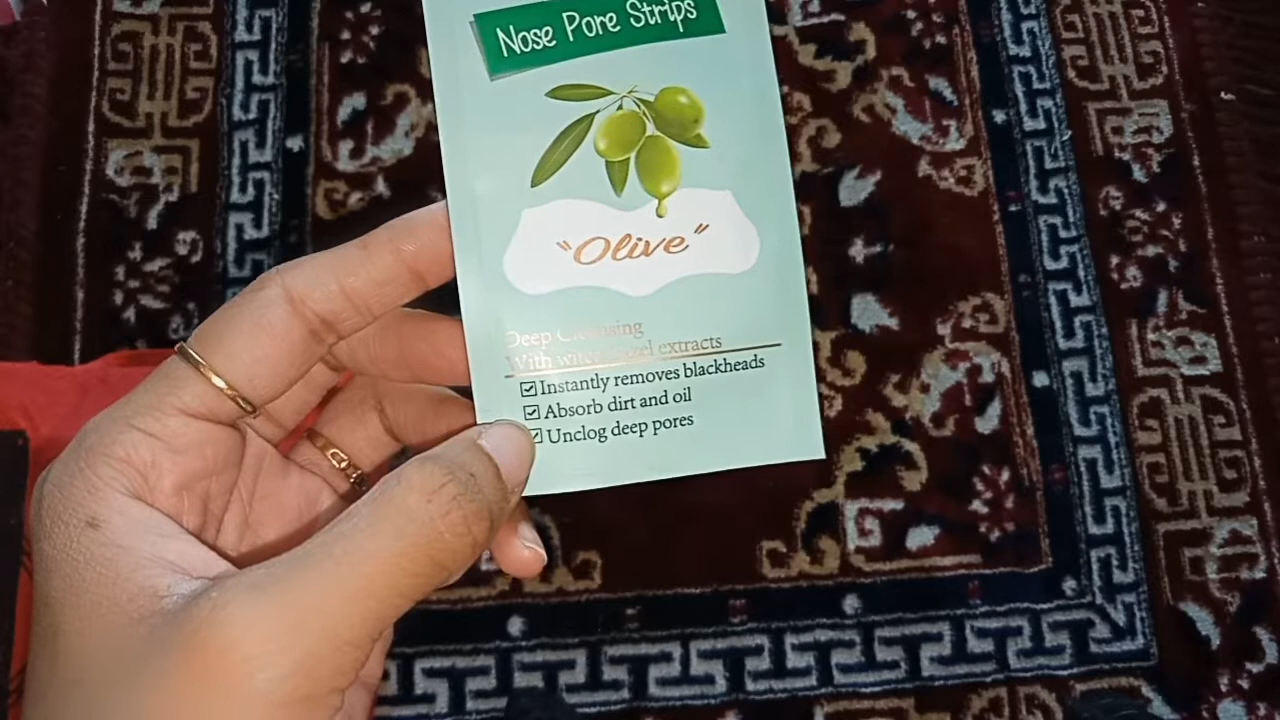 Nose Pore Strips
"Olive"
Deep Cleansing
With witch hazel extracts
Instantly removes blackheads
Absorb dirt and oil
Unclog deep pores